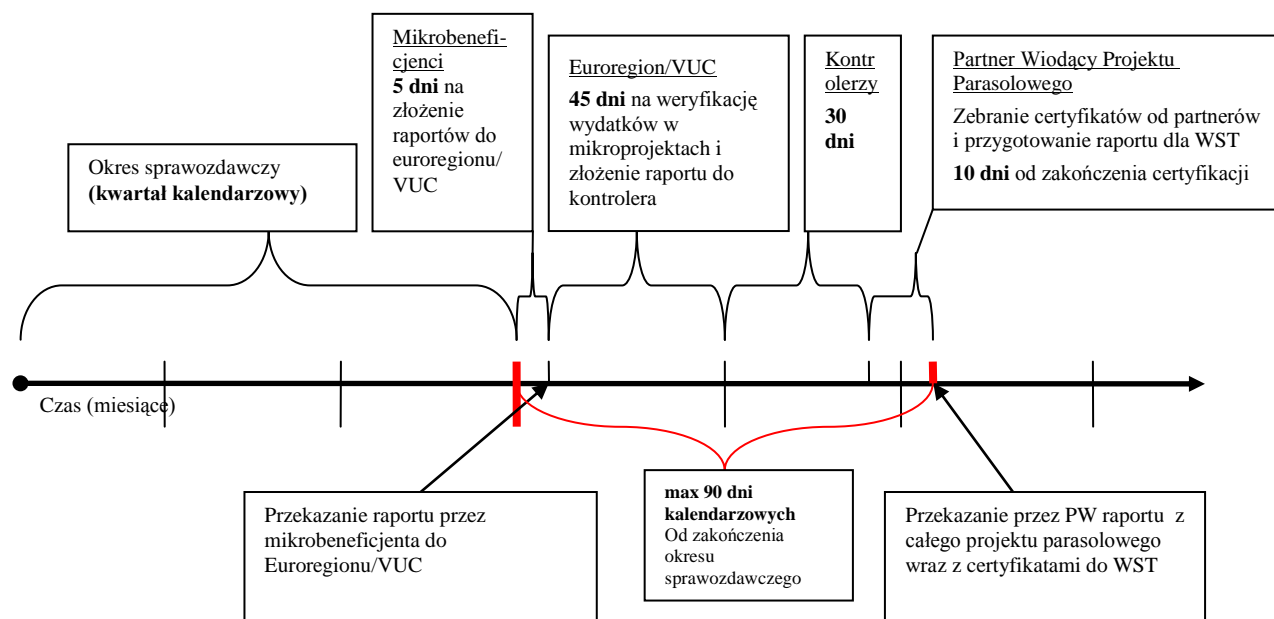 Okres sprawozdawczy
(kwartał kalendarzowy)
Mikrobenefi-
cjenci
5 dni na
złożenie
raportów do
euroregionu/
VUC
Euroregion/VUC
45 dni na weryfikację
wydatków w
mikroprojektach i
złożenie raportu do
kontrolera
Kontr
olerzy
30
dni
Partner Wiodący Projektu
Parasolowego
Zebranie certyfikatów od partnerów
i przygotowanie raportu dla WST
10 dni od zakończenia certyfikacji
Czas (miesiące)
Przekazanie raportu przez
mikrobeneficjenta do
Euroregionu/VUC
max 90 dni
kalendarzowych
Od zakończenia
okresu
sprawozdawczego
Przekazanie przez PW raportu z
całego projektu parasolowego
wraz z certyfikatami do WST